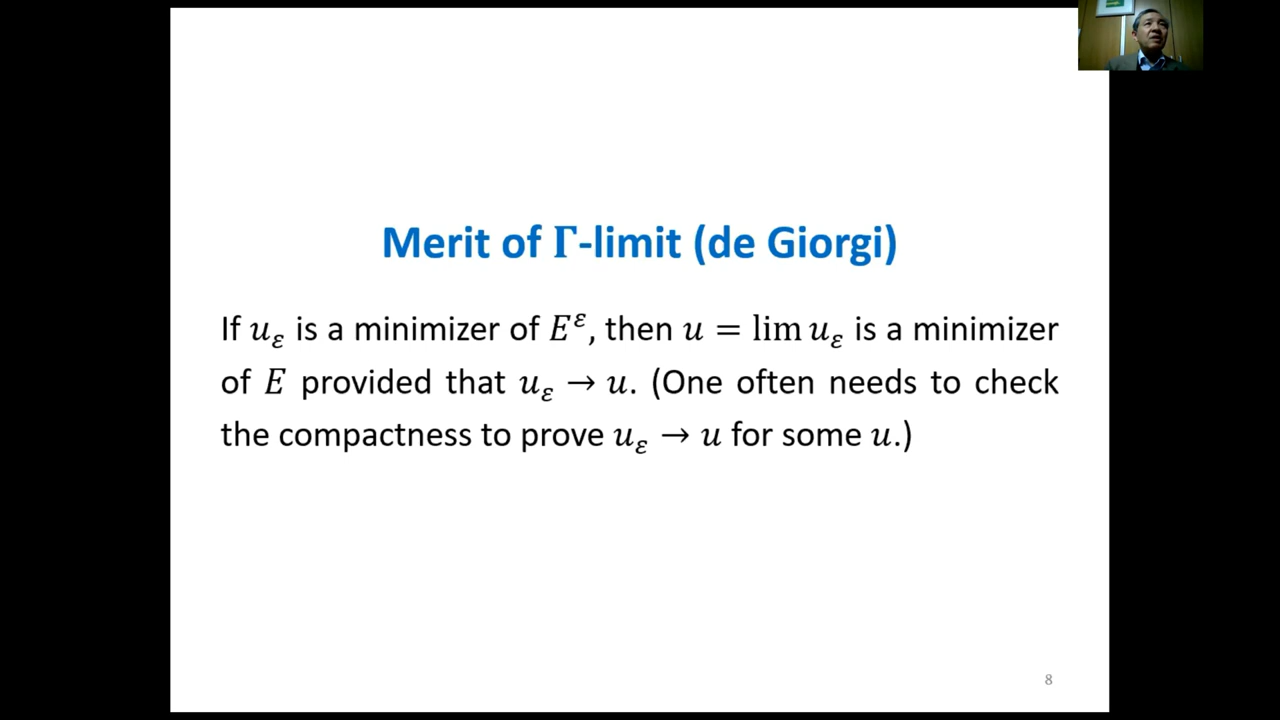 Merit of Γ-limit (de Giorgi)
If u_ε is a minimizer of E^ε, then u = lim u_ε is a minimizer
of E provided that u_ε → u. (One often needs to check
the compactness to prove u_ε → u for some u.)
8